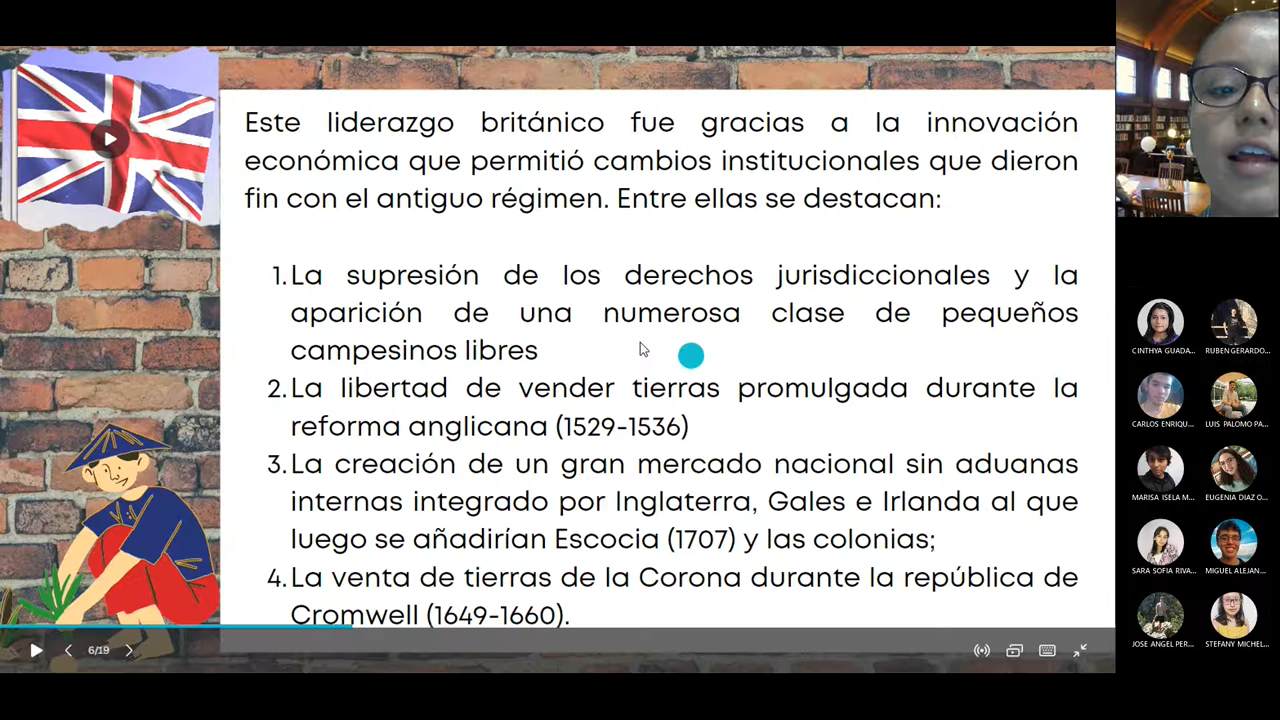 Este liderazgo británico fue gracias a la innovación
económica que permitió cambios institucionales que dieron
fin con el antiguo régimen. Entre ellas se destacan:
1. La supresión de los derechos jurisdiccionales y la
aparición de una numerosa clase de pequeños
campesinos libres
2. La libertad de vender tierras promulgada durante la
reforma anglicana (1529-1536)
3. La creación de un gran mercado nacional sin aduanas
internas integrado por Inglaterra, Gales e Irlanda al que
luego se añadirían Escocia (1707) y las colonias;
4. La venta de tierras de la Corona durante la república de
Cromwell (1649-1660).
6/19
CINTHYA GUADA...
RUBEN GERARDO...
CARLOS ENRIQU...
LUIS PALOMO PA...
MARISA ISELA M...
EUGENIA DIAZ O...
SARA SOFIA RIVA...
MIGUEL ALEJAN...
JOSE ANGEL PER...
STEFANY MICHEL...